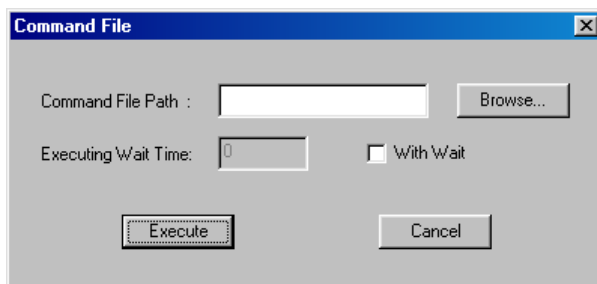 Command File
Command File Path : Browse...
Executing Wait Time: 0 With Wait
Execute Cancel